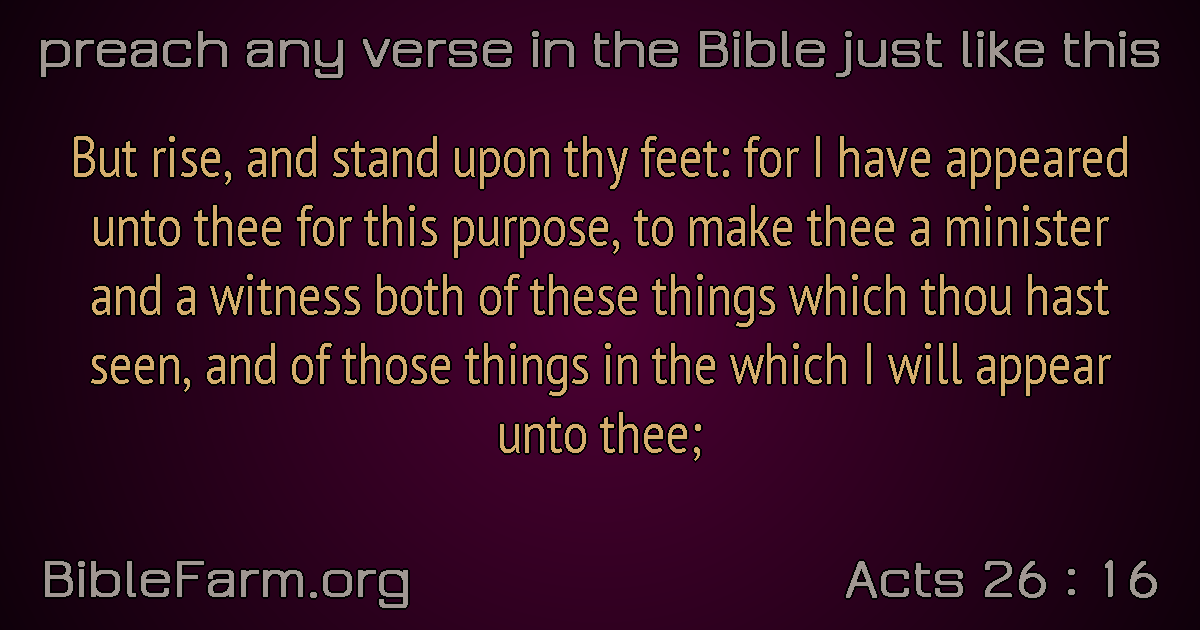 preach any verse in the Bible just like this
But rise, and stand upon thy feet: for I have appeared
unto thee for this purpose, to make thee a minister
and a witness both of these things which thou hast
seen, and of those things in the which I will appear
unto thee;
BibleFarm.org
Acts 26 : 16